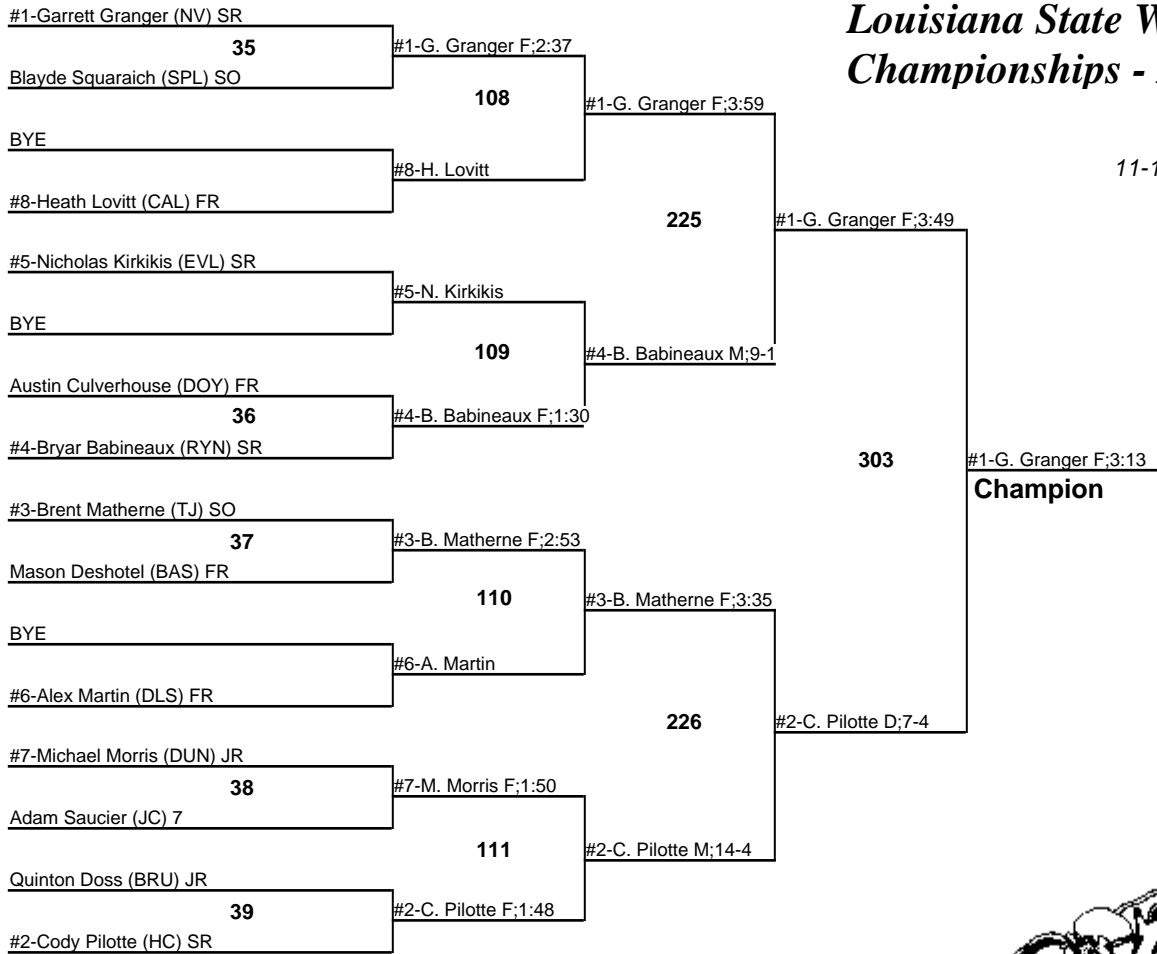 Louisiana State W
Championships -
11-1
#1-Garrett Granger (NV) SR
35
Blayde Squaraich (SPL) SO
BYE
#8-Heath Lovitt (CAL) FR
#5-Nicholas Kirkikis (EVL) SR
BYE
Austin Culverhouse (DOY) FR
36
#4-Bryar Babineaux (RYN) SR
#3-Brent Matherne (TJ) SO
37
Mason Deshotel (BAS) FR
BYE
#6-Alex Martin (DLS) FR
#7-Michael Morris (DUN) JR
38
Adam Saucier (JC) 7
Quinton Doss (BRU) JR
39
#2-Cody Pilotte (HC) SR
#1-G. Granger F;2:37
108
#8-H. Lovitt
#5-N. Kirkikis
109
#4-B. Babineaux F;1:30
#3-B. Matherne F;2:53
110
#6-A. Martin
#7-M. Morris F;1:50
111
#2-C. Pilotte F;1:48
#1-G. Granger F;3:59
225
#4-B. Babineaux M;9-1
#3-B. Matherne F;3:35
226
#2-C. Pilotte M;14-4
#1-G. Granger F;3:49
303
#2-C. Pilotte D;7-4
#1-G. Granger F;3:13
Champion